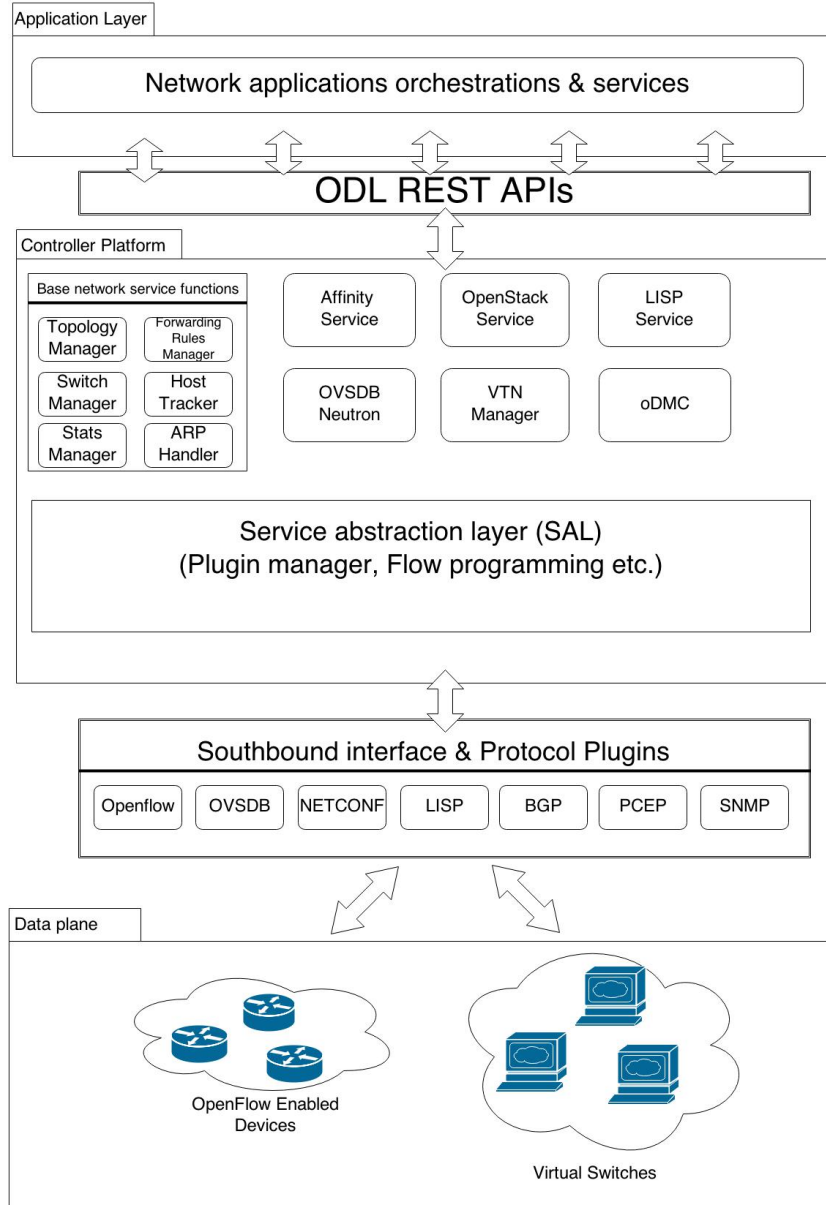 Application Layer
Network applications orchestrations & services
ODL REST APIs
Controller Platform
Base network service functions
Topology
Manager
Forwarding
Rules
Manager
Switch
Manager
Host
Tracker
Stats
Manager
ARP
Handler
Affinity
Service
OpenStack
Service
LISP
Service
OVSDB
Neutron
VTN
Manager
oDMC
Service abstraction layer (SAL)
(Plugin manager, Flow programming etc.)
Southbound interface & Protocol Plugins
Openflow
OVSDB
NETCONF
LISP
BGP
PCEP
SNMP
Data plane
OpenFlow Enabled
Devices
Virtual Switches